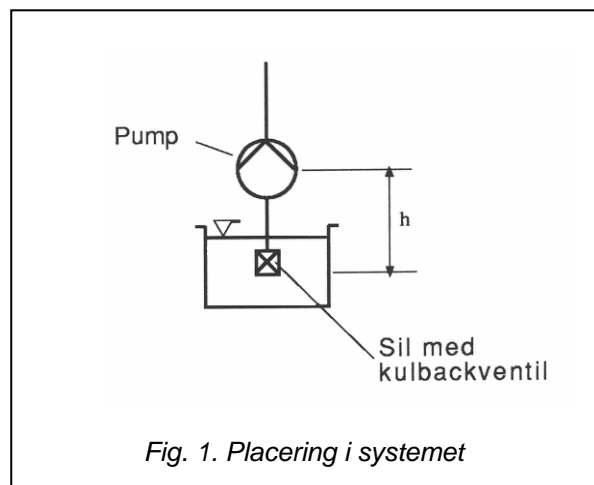 Pump
h
Sil med
kulbackventil
Fig. 1. Placering i systemet